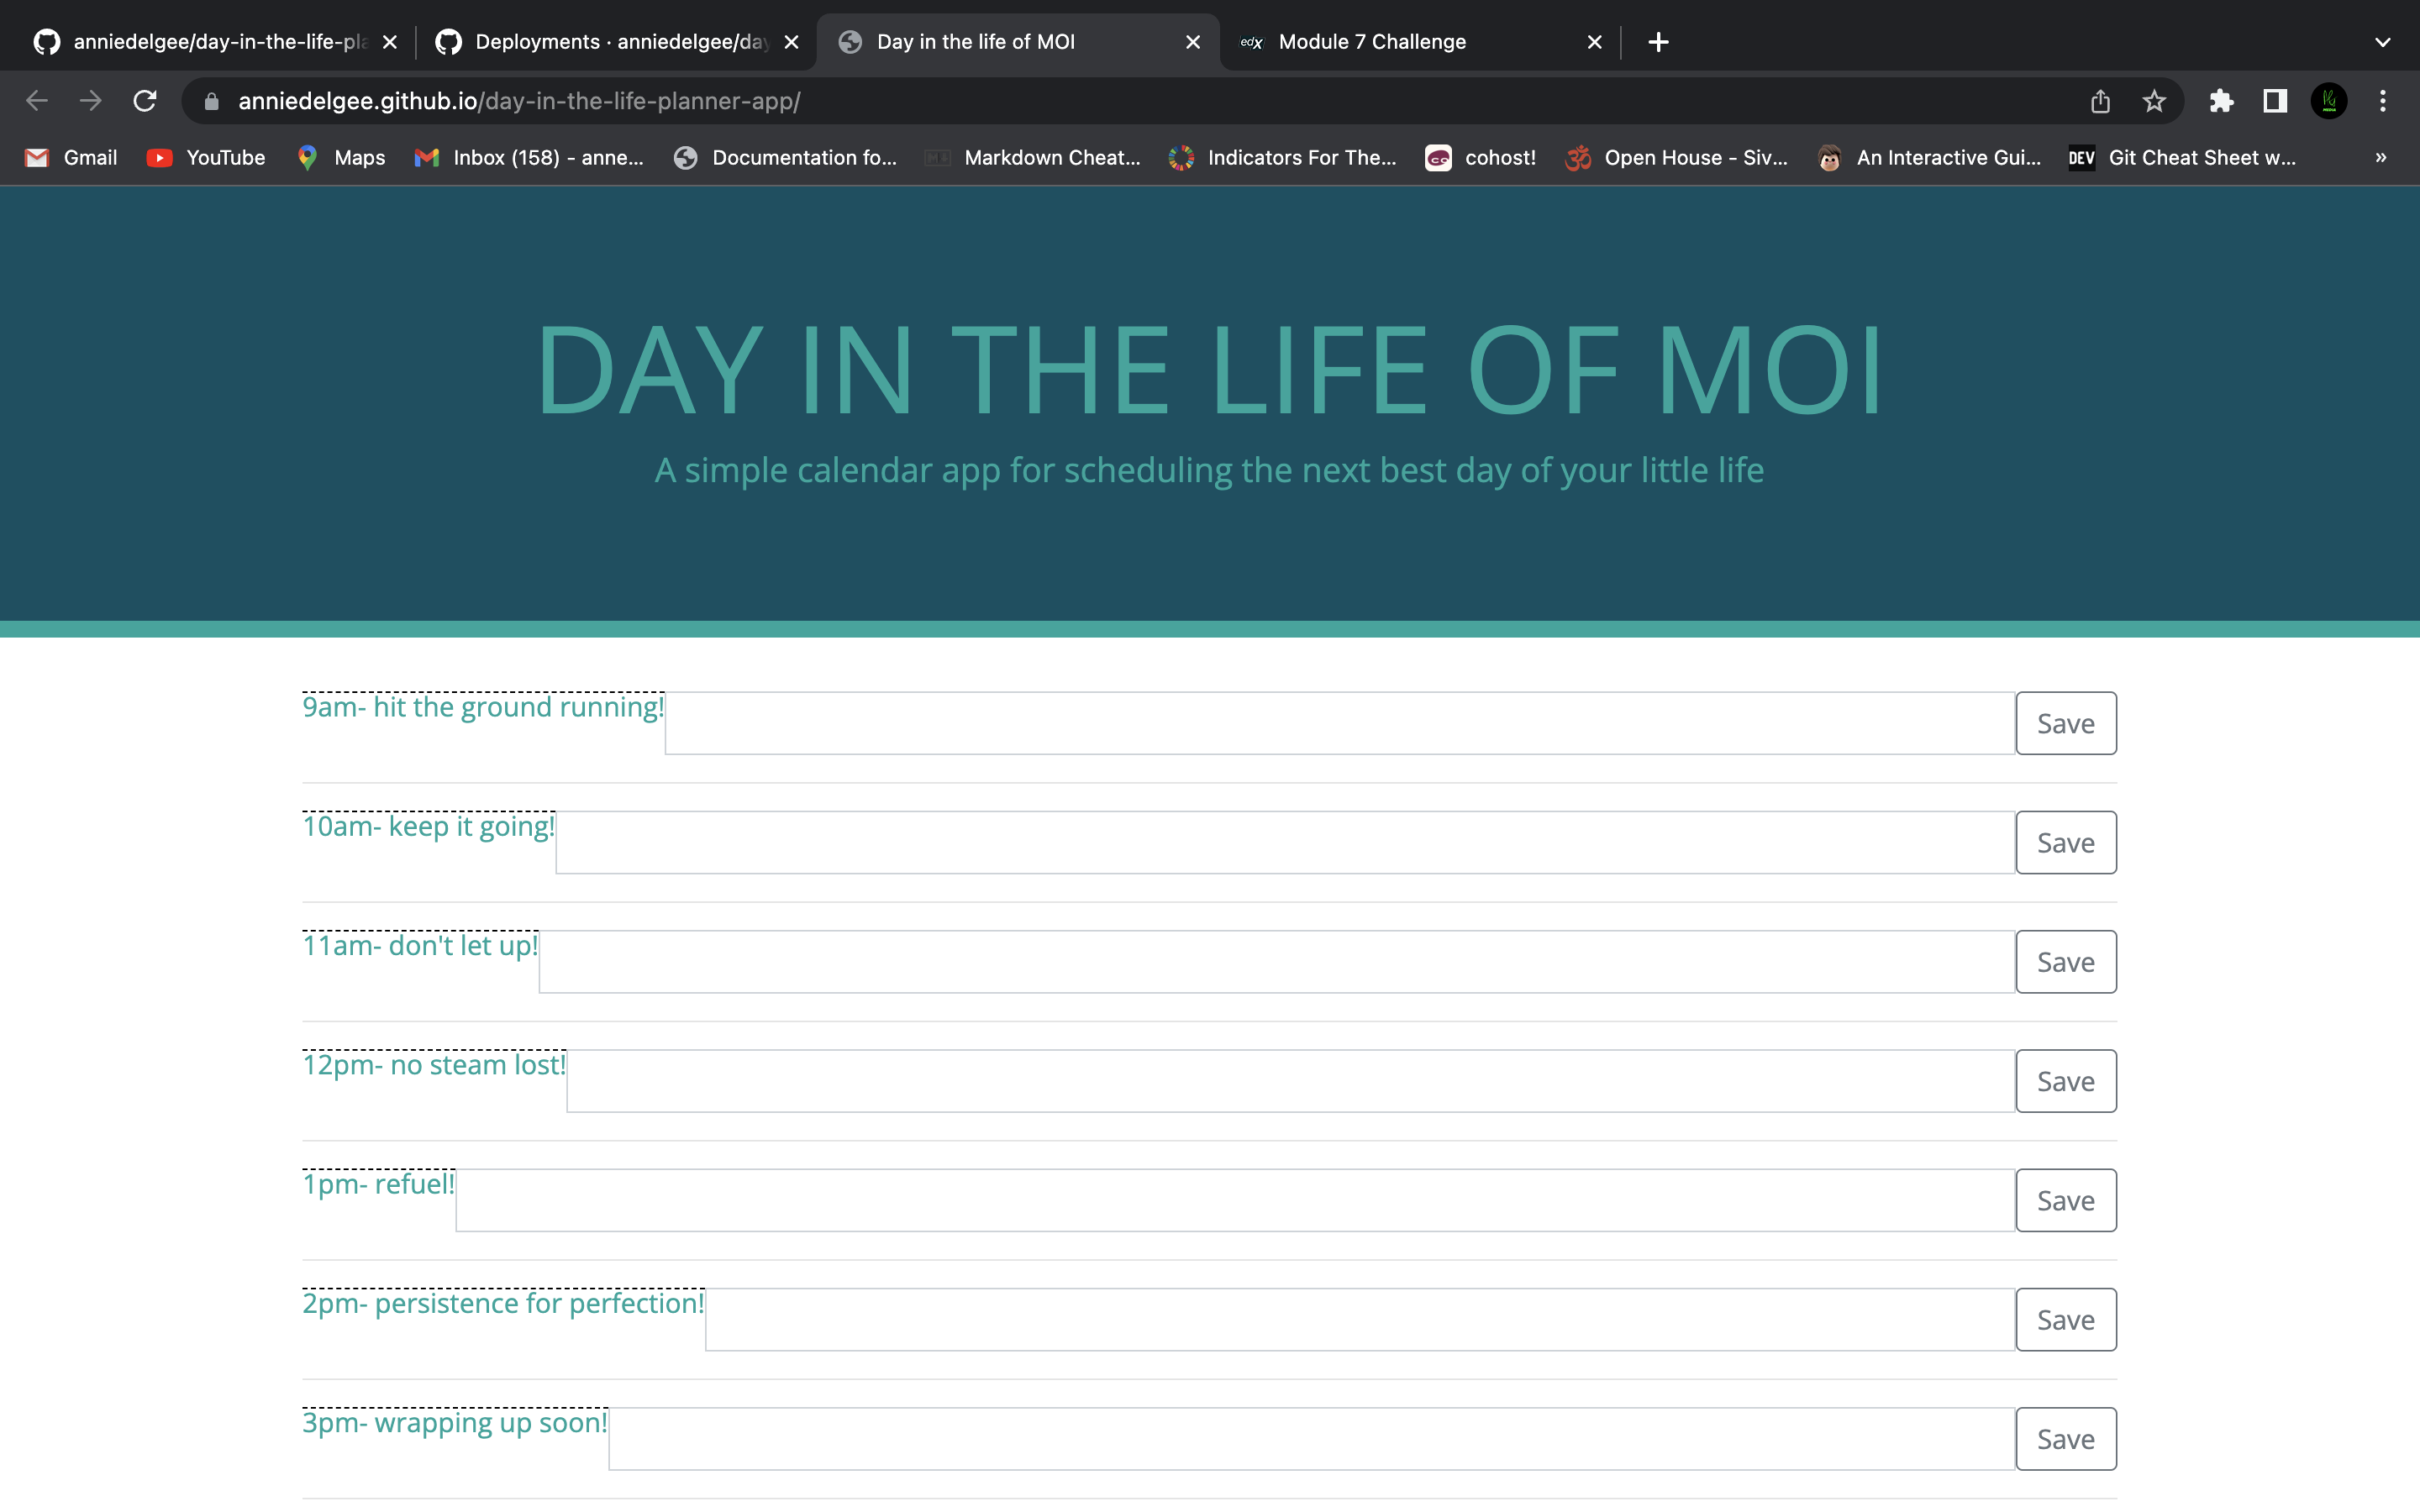 anniedelgee/day-in-the-life-pla
Deployments · anniedelgee/day
Day in the life of MOI
edX Module 7 Challenge
anniedelgee.github.io/day-in-the-life-planner-app/
Gmail YouTube Maps Inbox (158) - anne... Documentation fo... Markdown Cheat... Indicators For The... cohost! Open House - Siv... An Interactive Gui... DEV Git Cheat Sheet w... »
DAY IN THE LIFE OF MOI
A simple calendar app for scheduling the next best day of your little life
9am- hit the ground running! Save
10am- keep it going! Save
11am- don't let up! Save
12pm- no steam lost! Save
1pm- refuel! Save
2pm- persistence for perfection! Save
3pm- wrapping up soon! Save